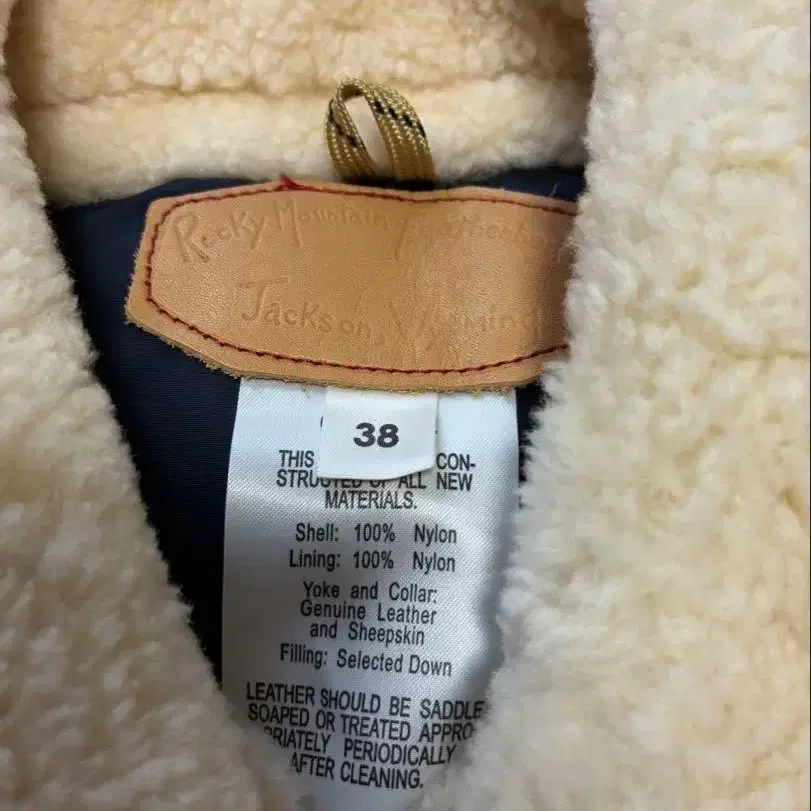 Rocky Mountain Featherbed
Jackson, Wyoming
38
THIS CON-
STRUCTED OF ALL NEW
MATERIALS.
Shell: 100% Nylon
Lining: 100% Nylon
Yoke and Collar:
Genuine Leather
and Sheepskin
Filling: Selected Down
LEATHER SHOULD BE SADDLE
SOAPED OR TREATED APPRO-
PRIATELY PERIODICALLY
AFTER CLEANING.